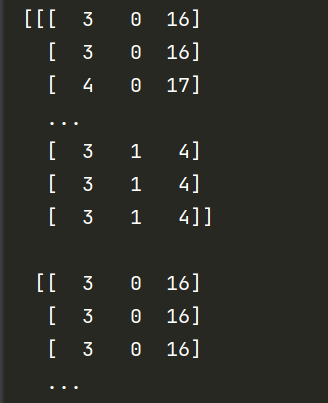 [[[  3   0  16]
  [  3   0  16]
  [  4   0  17]
  ...
  [  3   1   4]
  [  3   1   4]
  [  3   1   4]]

 [[  3   0  16]
  [  3   0  16]
  [  3   0  16]
  ...